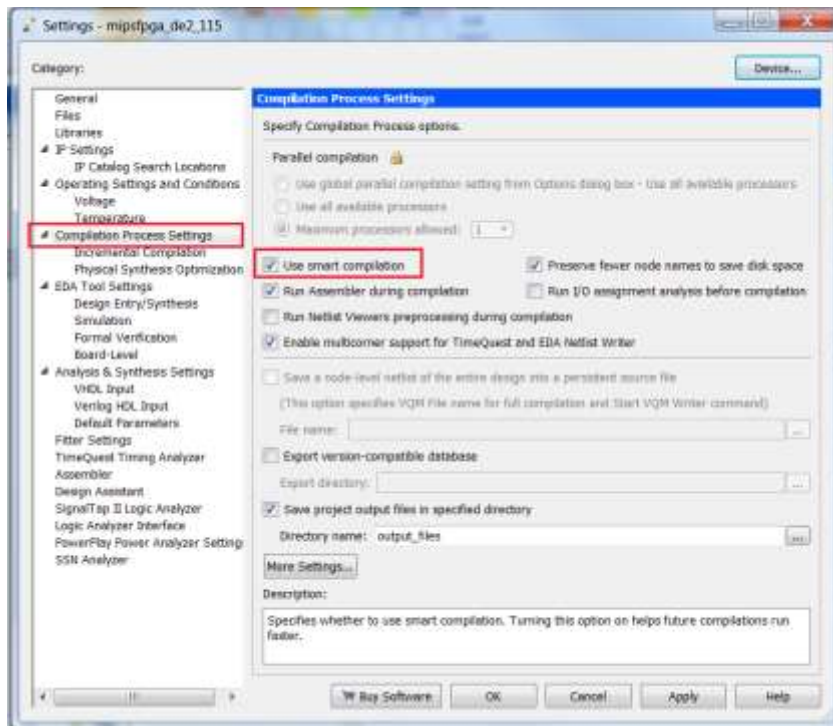 Settings - mipsfpga_de2_115
Category:
Device...
General
Files
Libraries
IP Settings
IP Catalog Search Locations
Operating Settings and Conditions
Voltage
Temperature
Compilation Process Settings
Incremental Compilation
Physical Synthesis Optimization
EDA Tool Settings
Design Entry/Synthesis
Simulation
Formal Verification
Board-Level
Analysis & Synthesis Settings
VHDL Input
Verilog HDL Input
Default Parameters
Fitter Settings
TimeQuest Timing Analyzer
Assembler
Design Assistant
SignalTap II Logic Analyzer
Logic Analyzer Interface
PowerPlay Power Analyzer Setting
SSN Analyzer
Compilation Process Settings
Specify Compilation Process options.
Parallel compilation
Use global parallel compilation setting from Options dialog box - Use all available processors
Use all available processors
Maximum processors allowed: 1
Use smart compilation
Preserve fewer node names to save disk space
Run Assembler during compilation
Run I/O assignment analysis before compilation
Run Netlist Viewers preprocessing during compilation
Enable multicorner support for TimeQuest and EDA Netlist Writer
Save a node-level netlist of the entire design into a persistent source file
(This option specifies VQM File name for full compilation and Start VQM Writer command)
File name:
...
Export version-compatible database
Export directory:
...
Save project output files in specified directory
Directory name: output_files
...
More Settings...
Description:
Specifies whether to use smart compilation. Turning this option on helps future compilations run
faster.
Buy Software
OK
Cancel
Apply
Help